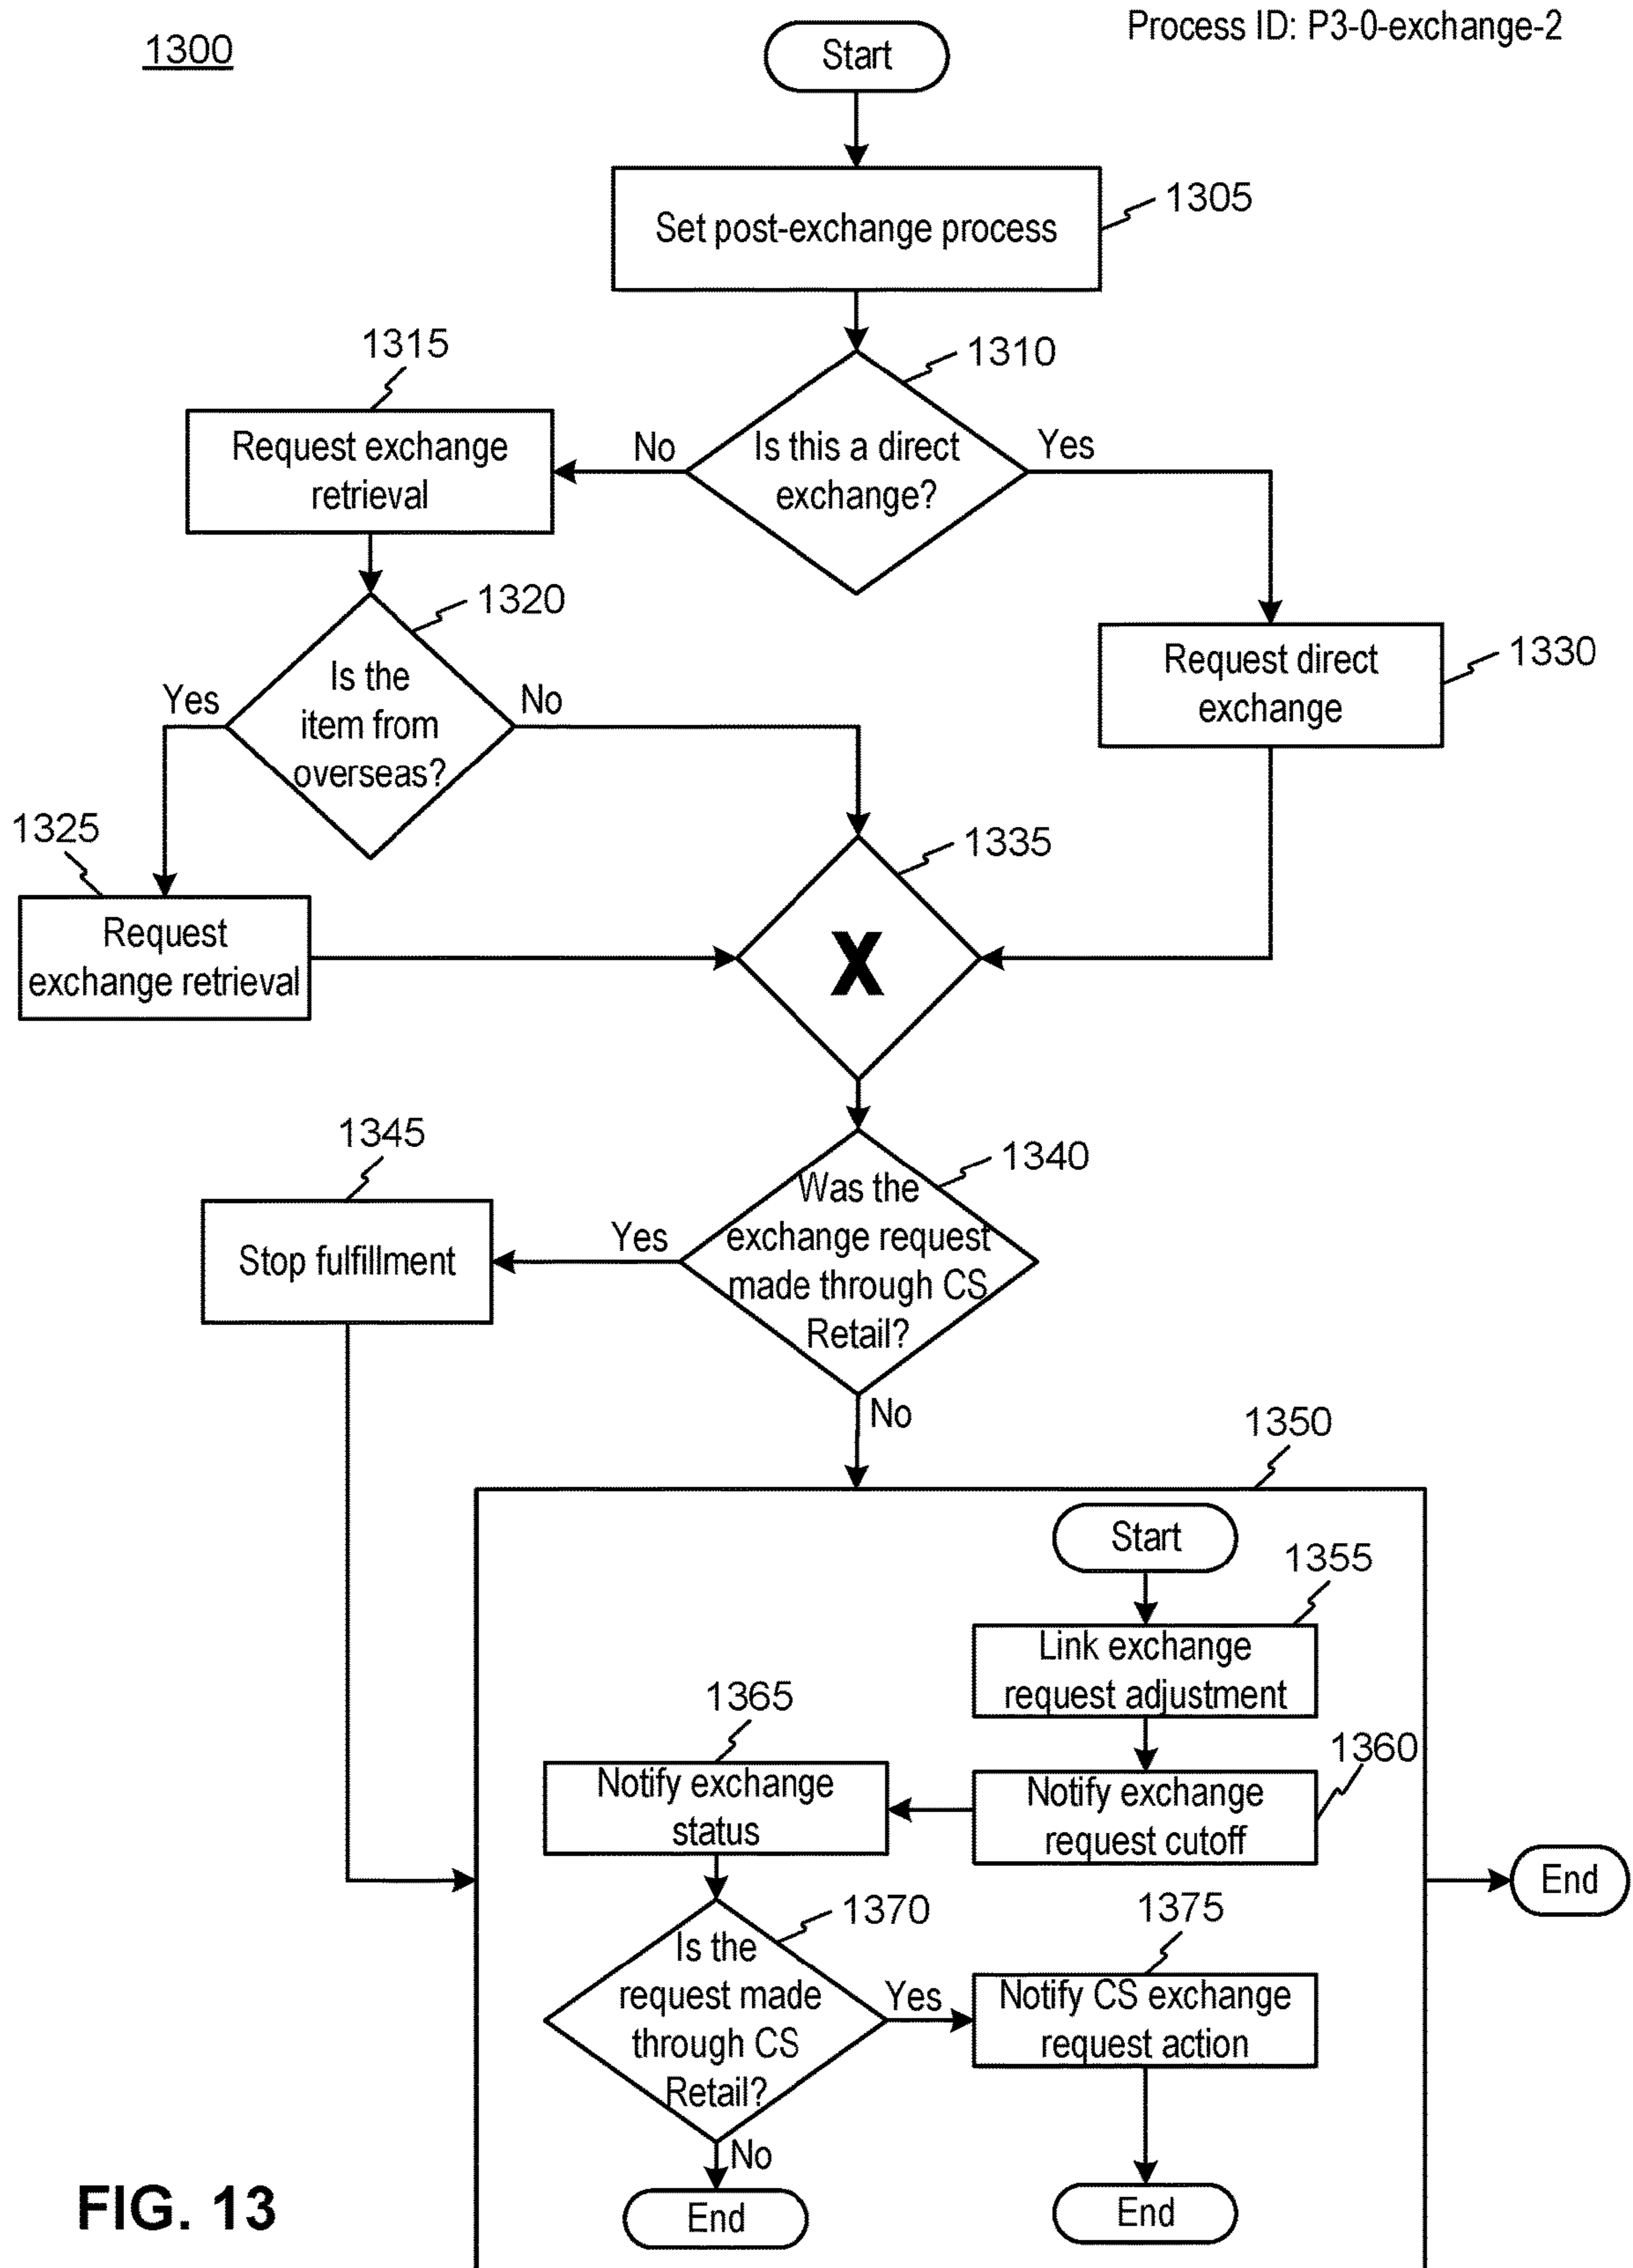 Process ID: P3-0-exchange-2
1300
Start
Set post-exchange process
1305
1310
Is this a direct
exchange?
No
Yes
1315
Request exchange
retrieval
1320
Is the
item from
overseas?
Yes
No
1325
Request
exchange retrieval
Request direct
exchange
1330
1335
X
1340
Was the
exchange request
made through CS
Retail?
Yes
No
1345
Stop fulfillment
1350
Start
1355
Link exchange
request adjustment
1360
Notify exchange
request cutoff
1365
Notify exchange
status
1370
Is the
request made
through CS
Retail?
Yes
No
1375
Notify CS exchange
request action
End
End
End
FIG. 13